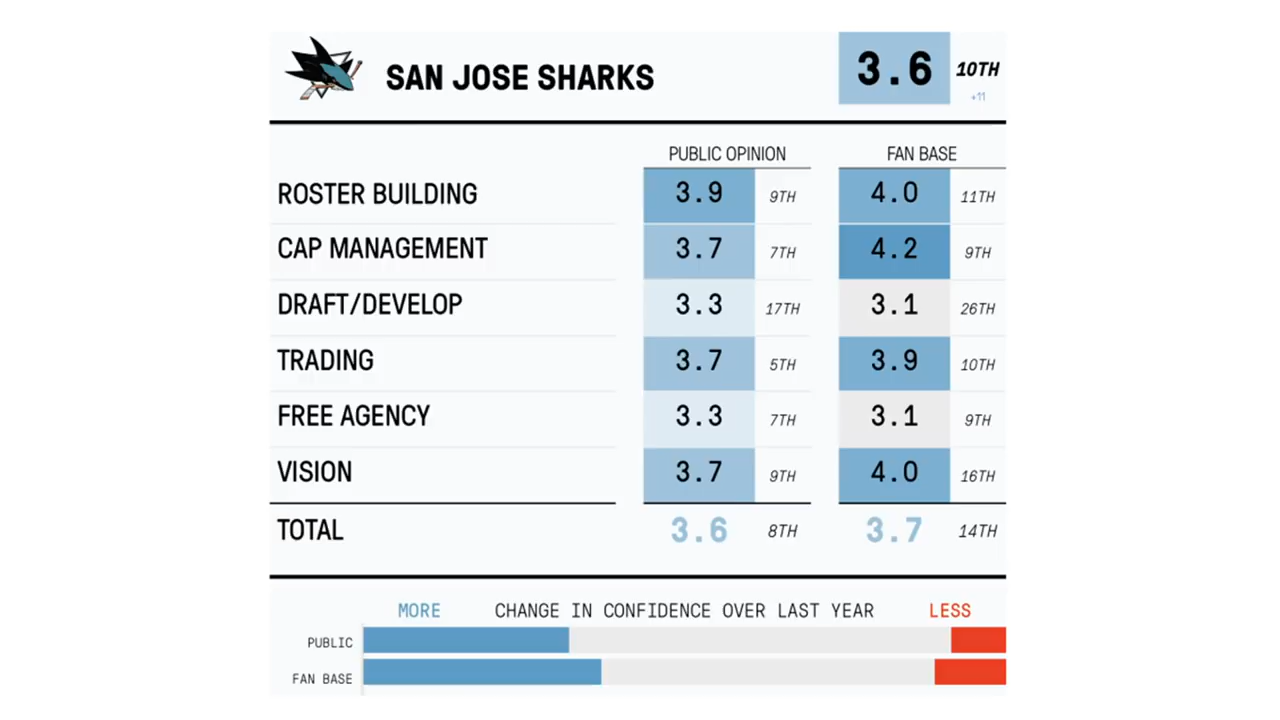 SAN JOSE SHARKS 3.6 10TH
+11
PUBLIC OPINION FAN BASE
ROSTER BUILDING 3.9 9TH 4.0 11TH
CAP MANAGEMENT 3.7 7TH 4.2 9TH
DRAFT/DEVELOP 3.3 17TH 3.1 26TH
TRADING 3.7 5TH 3.9 10TH
FREE AGENCY 3.3 7TH 3.1 9TH
VISION 3.7 9TH 4.0 16TH
TOTAL 3.6 8TH 3.7 14TH
MORE CHANGE IN CONFIDENCE OVER LAST YEAR LESS
PUBLIC
FAN BASE